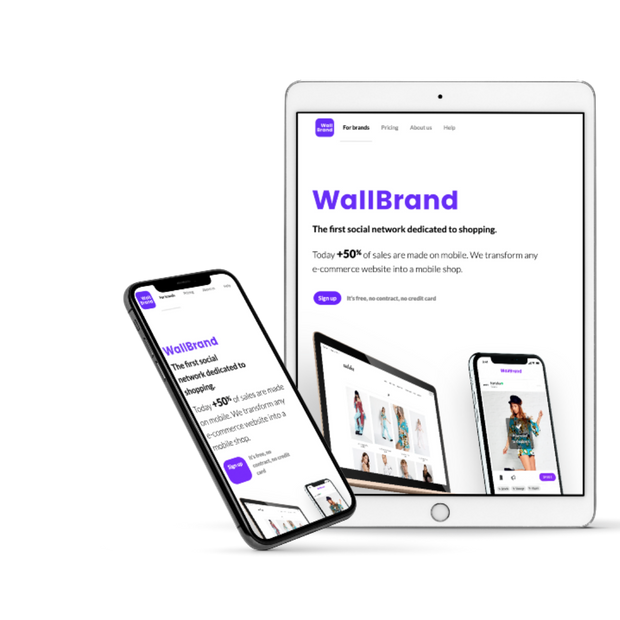 Wall
Brand
For brands
Pricing
About us
Help
WallBrand
The first social network dedicated to shopping.
Today +50% of sales are made on mobile. We transform any
e-commerce website into a mobile shop.
Sign up
It's free, no contract, no credit card
WallBrand
Wall
Brand
For brands
Pricing
About us
Help
WallBrand
The first social
network dedicated to
shopping.
Today +50% of sales are made
on mobile. We transform any
e-commerce website into a
mobile shop.
Sign up
It's free, no
contract, no credit
card